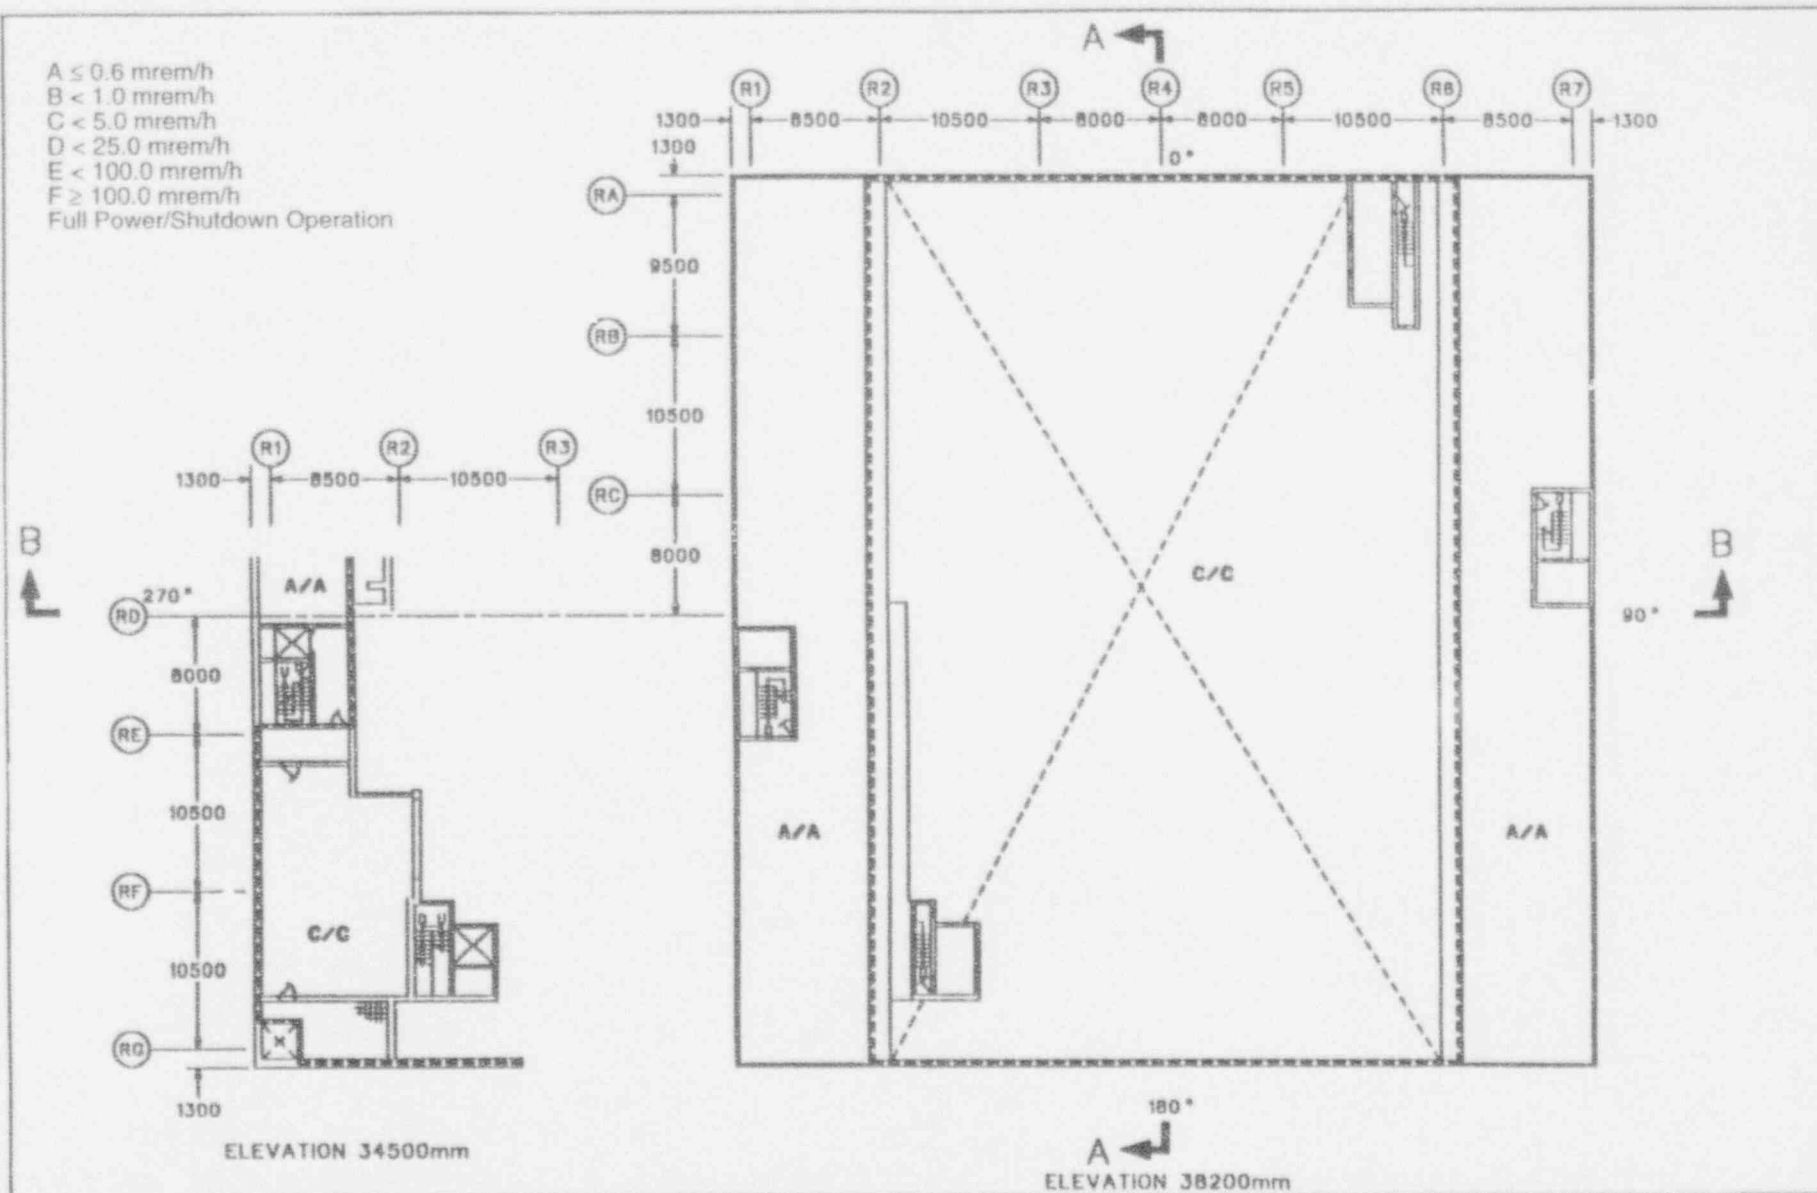 A ≤ 0.6 mrem/h
B < 1.0 mrem/h
C < 5.0 mrem/h
D < 25.0 mrem/h
E < 100.0 mrem/h
F ≥ 100.0 mrem/h
Full Power/Shutdown Operation
A
R1 R2 R3 R4 R5 R6 R7
1300 8500 10500 8000 8000 10500 8500 1300
1300
0°
RA
9500
RB
10500
RC
8000
R1 R2 R3
1300 8500 10500
B
270°
RD
A/A
8000
RE
10500
RF
C/C
D U
10500
RG
M
1300
ELEVATION 34500mm
C/C
B
90°
A/A
A/A
180°
A
ELEVATION 38200mm